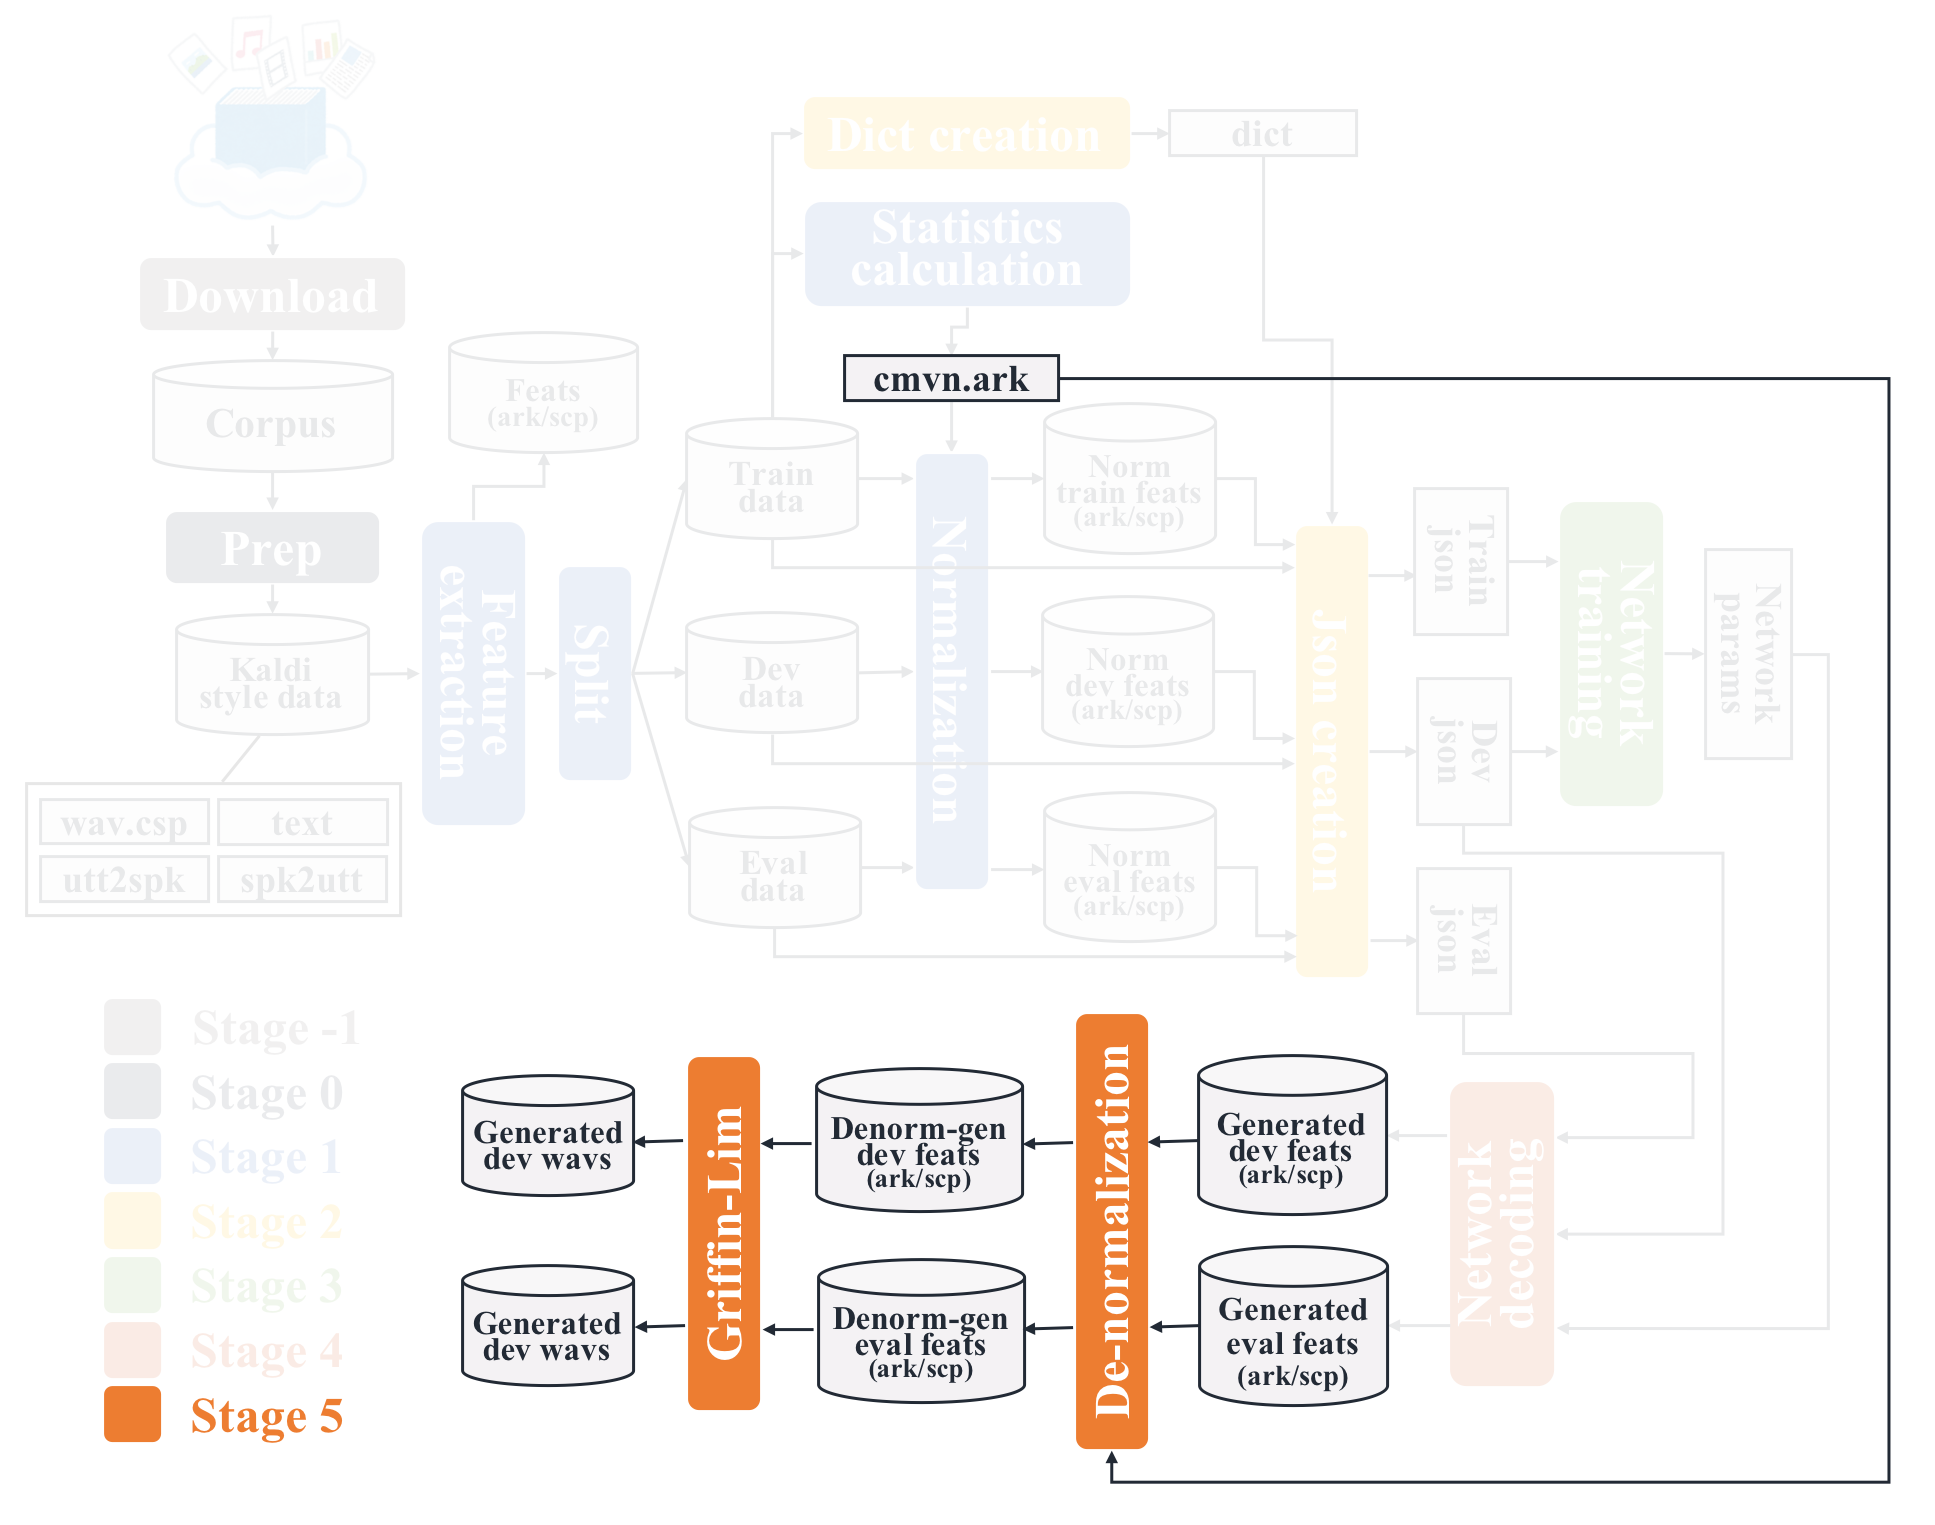 Dict creation
dict
Statistics
calculation
Download
cmvn.ark
Corpus
Feats
(ark/scp)
Train
data
Norm
train feats
(ark/scp)
Prep
Feature
extraction
Split
Normalization
Json creation
Train
json
Network
training
Network
params
Kaldi
style data
Dev
data
Norm
dev feats
(ark/scp)
Dev
json
wav.csp
text
utt2spk
spk2utt
Eval
data
Norm
eval feats
(ark/scp)
Eval
json
Stage -1
Stage 0
Stage 1
Stage 2
Stage 3
Stage 4
Stage 5
Generated
dev wavs
Griffin-Lim
Denorm-gen
dev feats
(ark/scp)
De-normalization
Generated
dev feats
(ark/scp)
Network
decoding
Generated
dev wavs
Denorm-gen
eval feats
(ark/scp)
Generated
eval feats
(ark/scp)